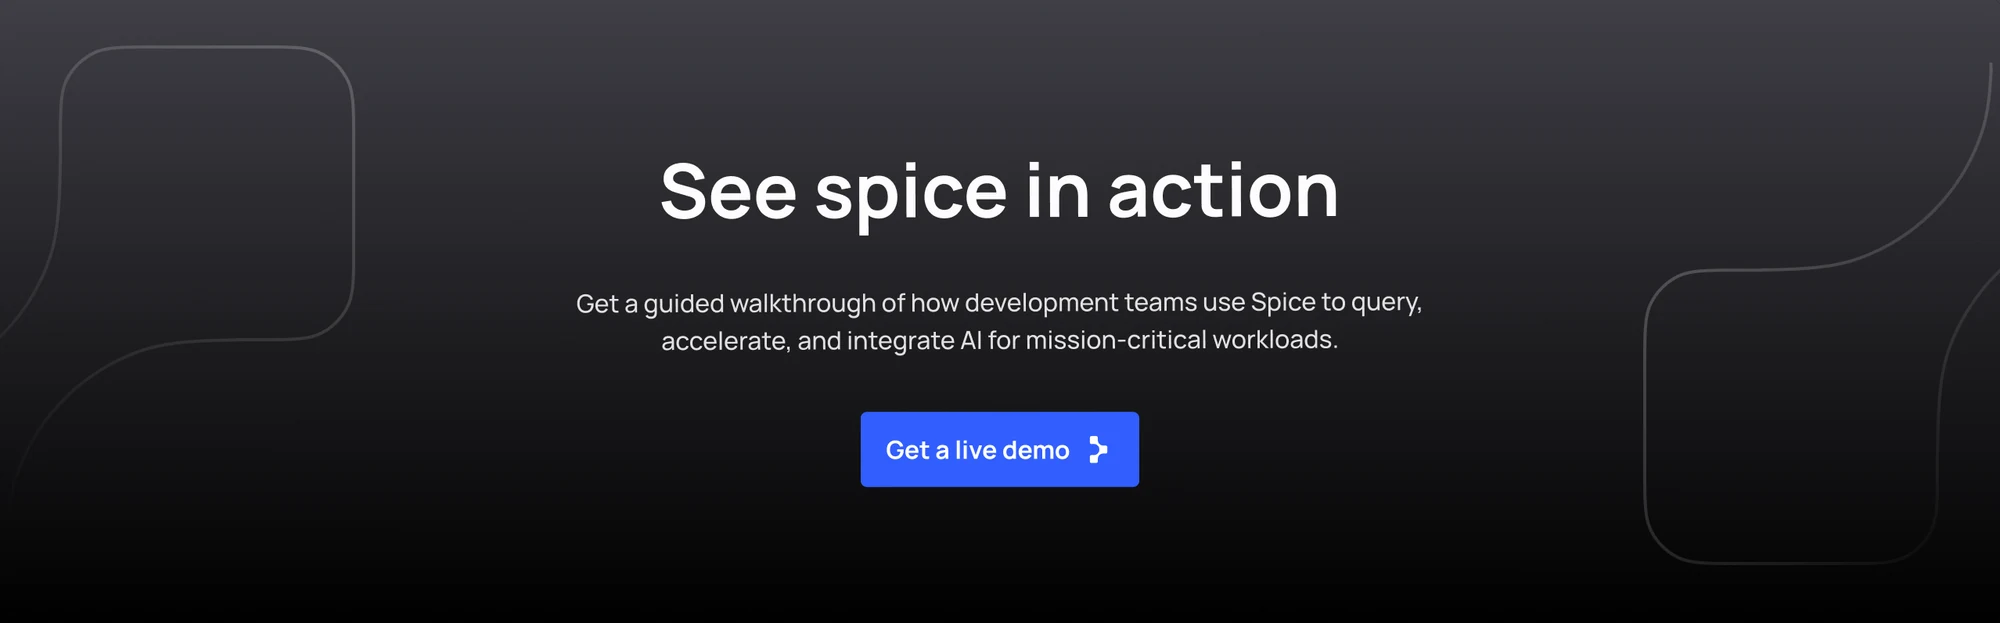 See spice in action
Get a guided walkthrough of how development teams use Spice to query,
accelerate, and integrate AI for mission-critical workloads.
Get a live demo